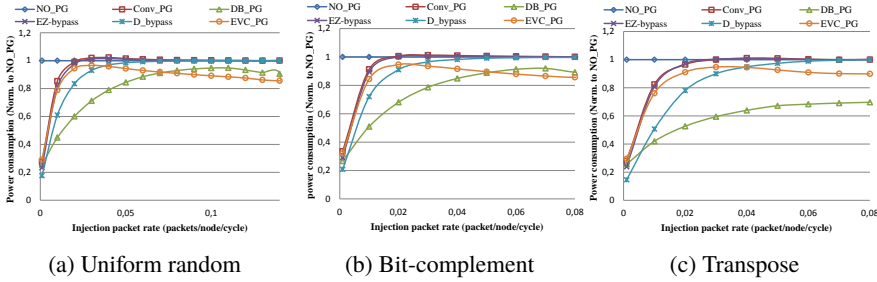 NO_PG Conv_PG DB_PG
EZ-bypass D_bypass EVC_PG
Power consumption (Norm. to NO_PG)
1,2
1
0,8
0,6
0,4
0,2
0
0 0,05 0,1
Injection packet rate (packets/node/cycle)
(a) Uniform random
NO_PG Conv_PG DB_PG
EZ-bypass D_bypass EVC_PG
power consumption (Norm. to NO_PG)
1,2
1
0,8
0,6
0,4
0,2
0
0 0,02 0,04 0,06 0,08
Injection packet rate (packet/node/cycle)
(b) Bit-complement
NO_PG Conv_PG DB_PG
EZ-bypass D_bypass EVC_PG
Power consumption (Norm. to NO_PG)
1,2
1
0,8
0,6
0,4
0,2
0
0 0,02 0,04 0,06 0,08
Injection packet rate (packet/node/cycle)
(c) Transpose